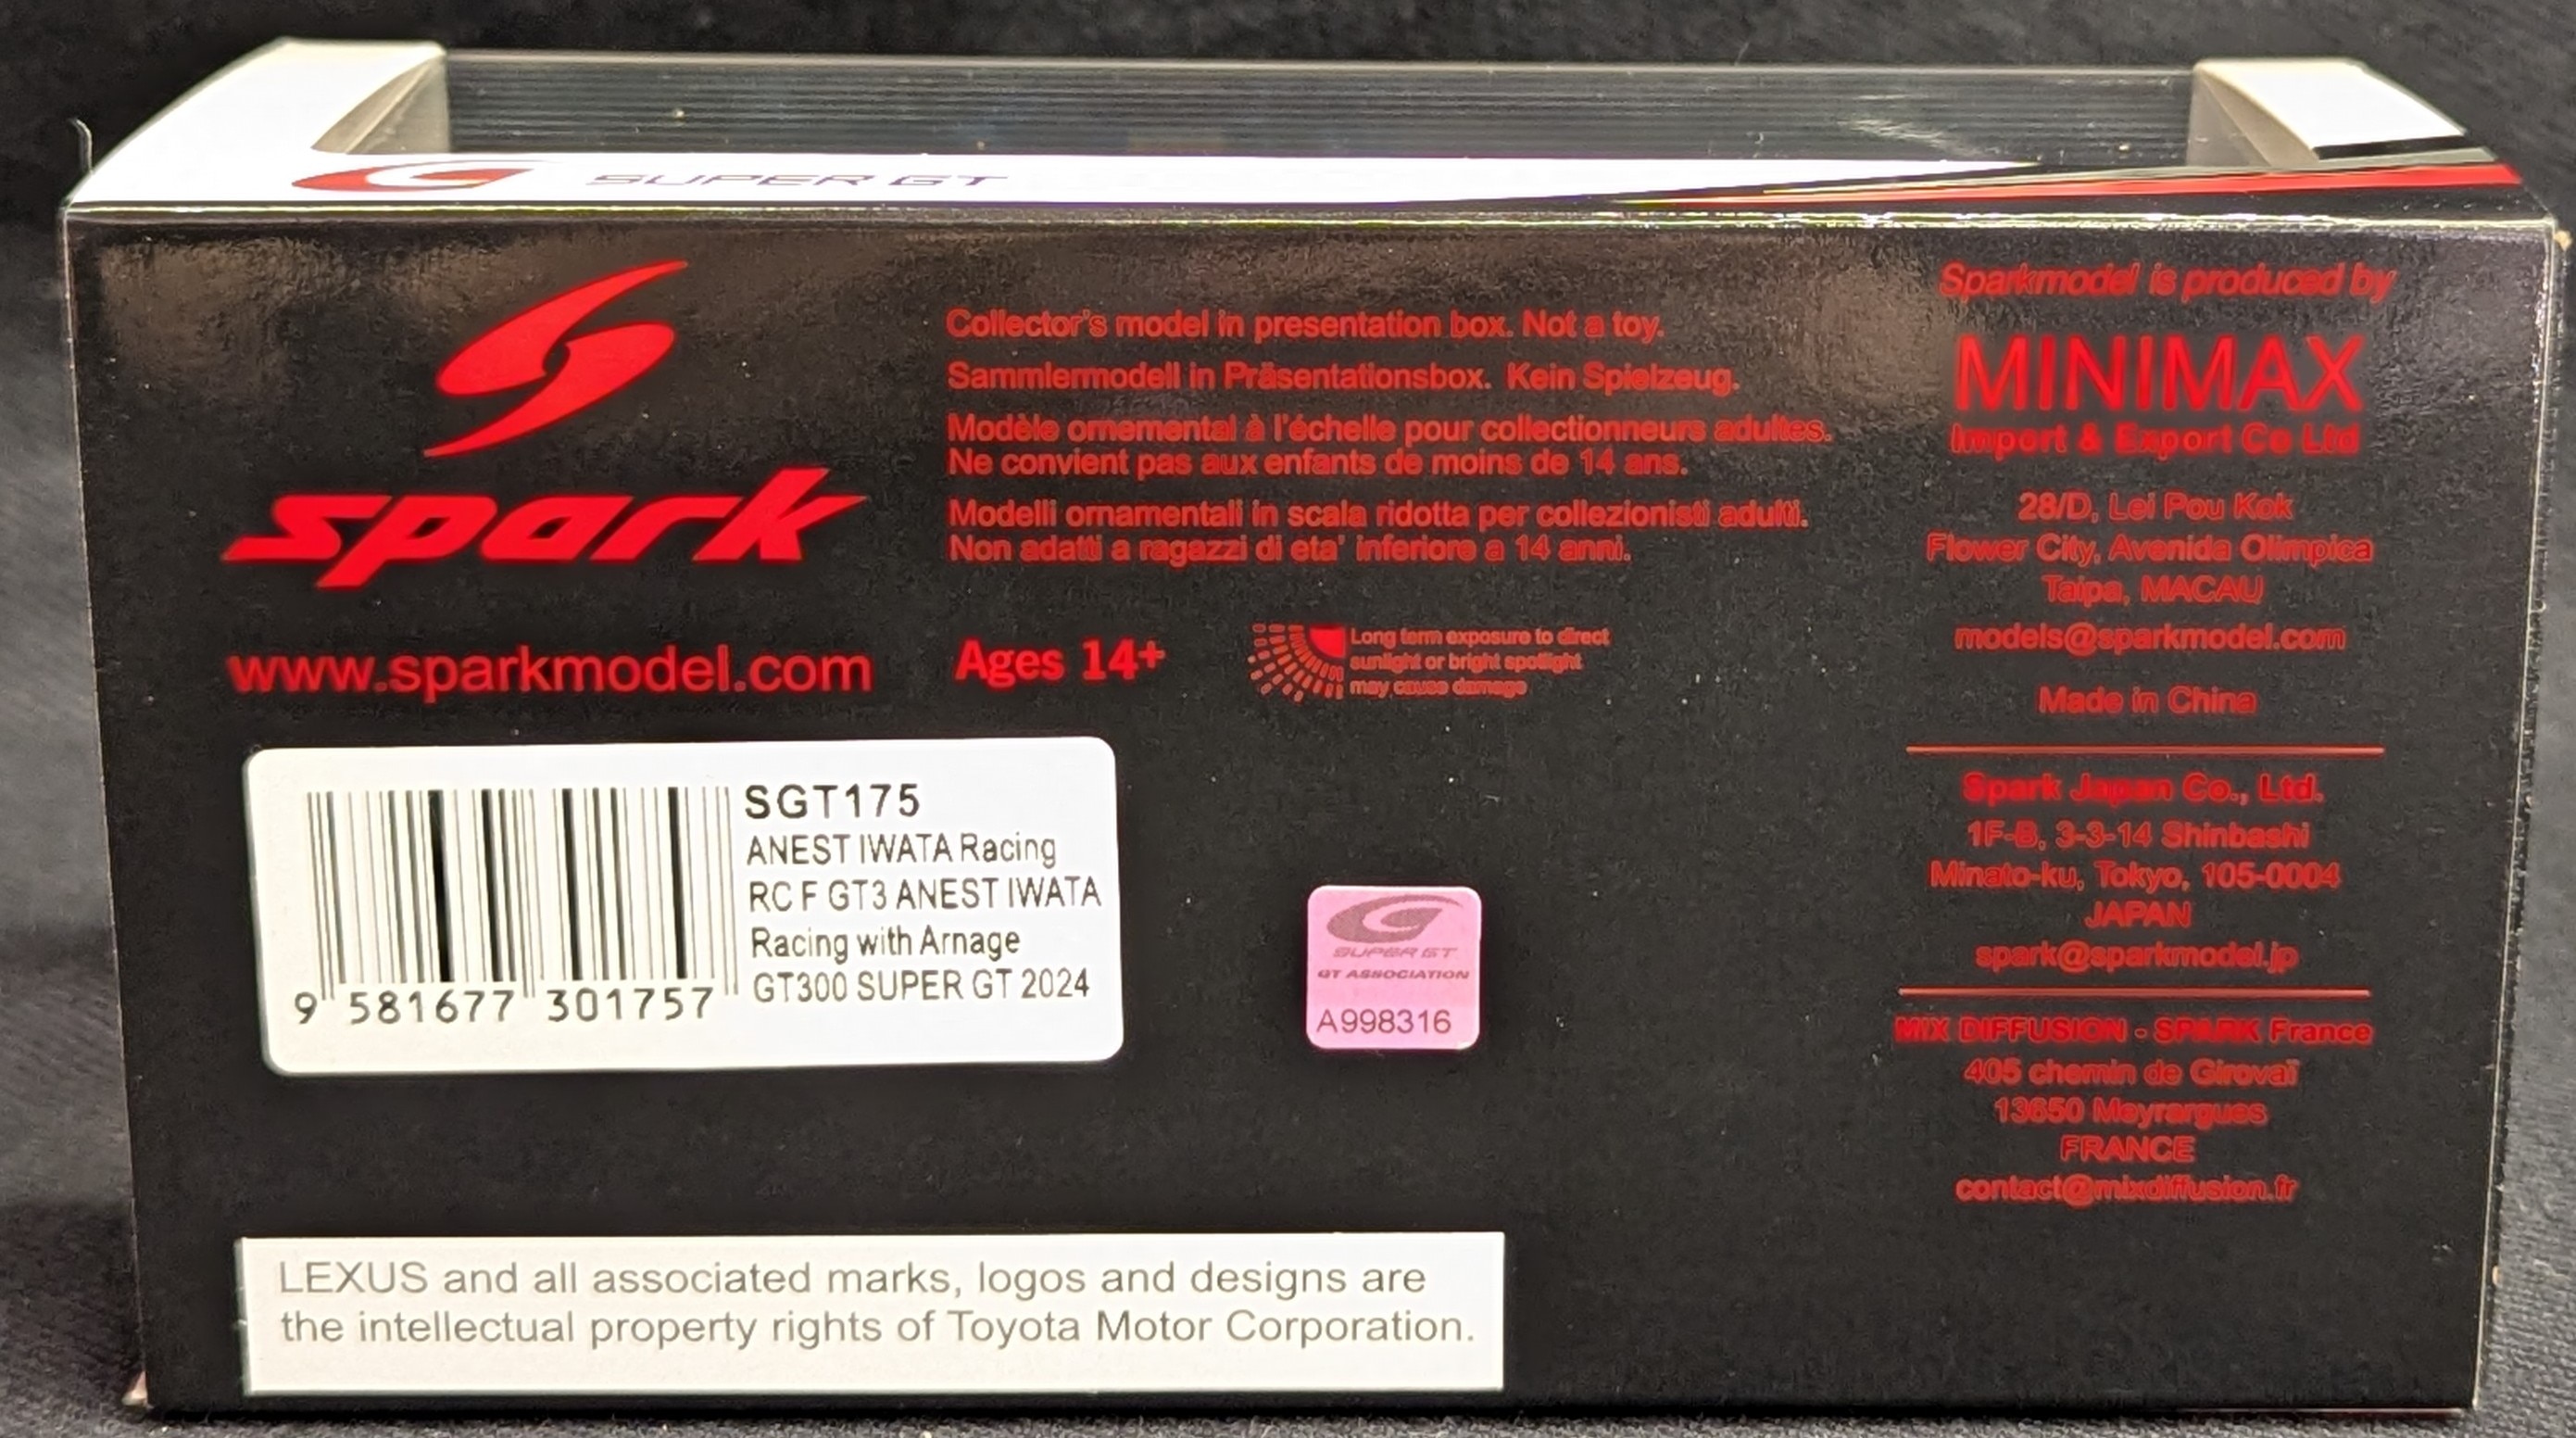 SUPER GT
spark
www.sparkmodel.com
Collector's model in presentation box. Not a toy.
Sammlermodell in Präsentationsbox. Kein Spielzeug.
Modèle ornemental à l'échelle pour collectionneurs adultes.
Ne convient pas aux enfants de moins de 14 ans.
Modelli ornamentali in scala ridotta per collezionisti adulti.
Non adatti a ragazzi di eta' inferiore a 14 anni.
Ages 14+
Long term exposure to direct
sunlight or bright spotlight
may cause damage
Sparkmodel is produced by
MINIMAX
Import & Export Co Ltd
28/D, Lei Pou Kok
Flower City, Avenida Olimpica
Taipa, MACAU
models@sparkmodel.com
Made in China
Spark Japan Co., Ltd.
1F-B, 3-3-14 Shinbashi
Minato-ku, Tokyo, 105-0004
JAPAN
spark@sparkmodel.jp
MIX DIFFUSION - SPARK France
405 chemin de Girovaï
13650 Meyrargues
FRANCE
contact@mixdiffusion.fr
SGT175
ANEST IWATA Racing
RC F GT3 ANEST IWATA
Racing with Arnage
GT300 SUPER GT 2024
9 581677 301757
SUPER GT
GT ASSOCIATION
A998316
LEXUS and all associated marks, logos and designs are
the intellectual property rights of Toyota Motor Corporation.